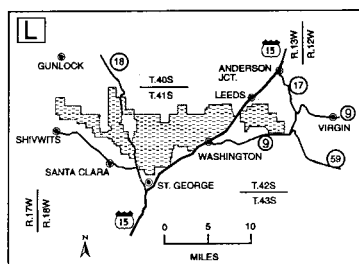 L
15
R.13W.
R.12W.
18
ANDERSON
JCT.
GUNLOCK
T.40S
T.41S
LEEDS
17
9
VIRGIN
SHIVWITS
WASHINGTON
9
SANTA CLARA
59
ST. GEORGE
T.42S
T.43S
R.17W
R.16W
15
N
0 5 10
MILES